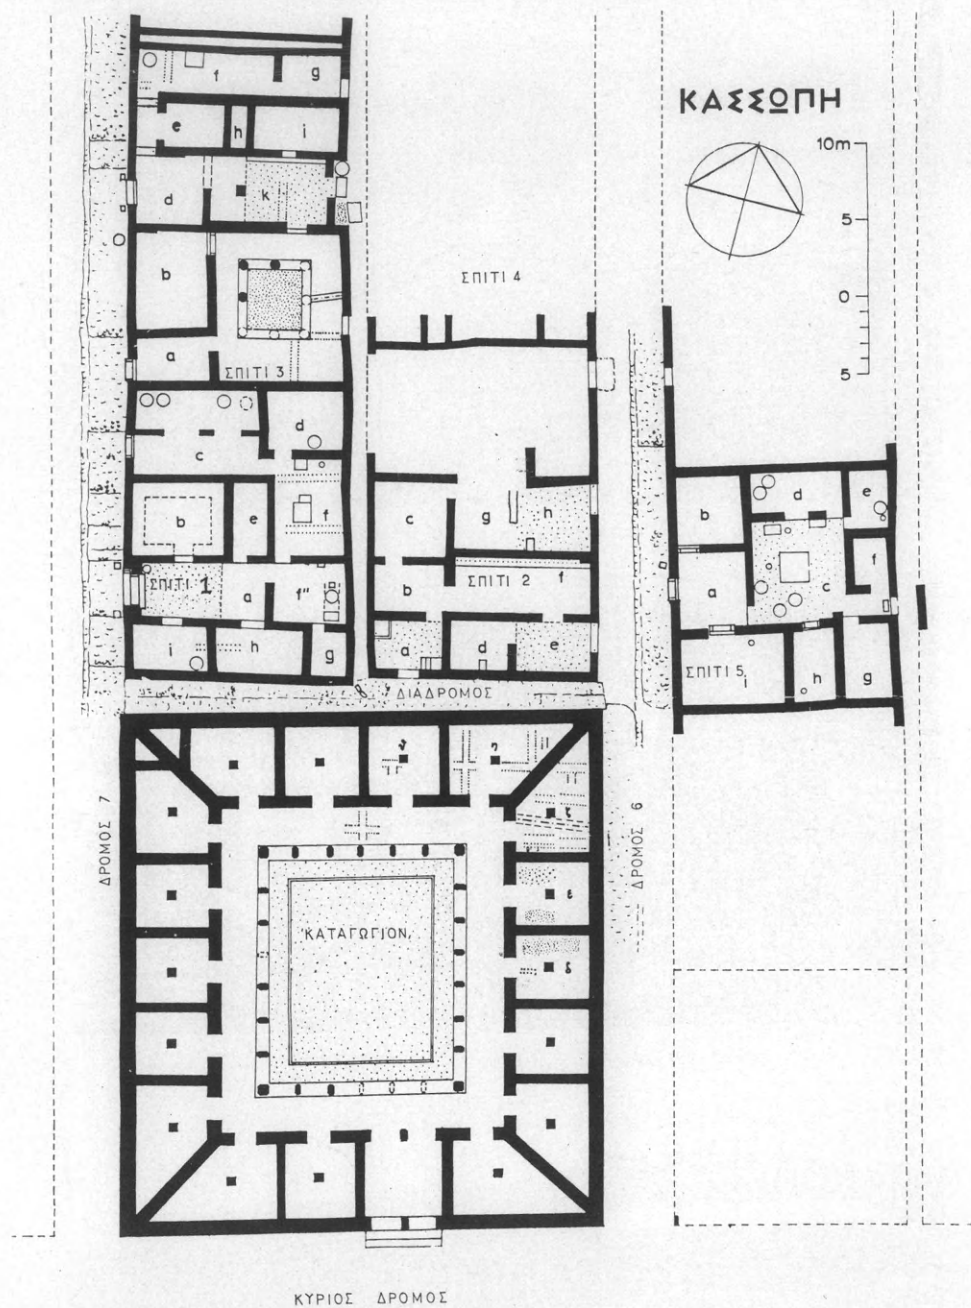 ΚΑΣΣΩΠΗ
10m
5
0
5
f g
e h i
d k
b
a
ΣΠΙΤΙ 3
ΣΠΙΤΙ 4
d
c
b e f
ΣΠΙΤΙ 1 a f"
i h g
c g h
b ΣΠΙΤΙ 2 f
a d e
b d e
a c f
ΣΠΙΤΙ 5 i h g
ΔΙΑΔΡΟΜΟΣ
ΔΡΟΜΟΣ 7
ΔΡΟΜΟΣ 6
η
ζ
ε
δ
ΚΑΤΑΓΩΓΙΟΝ
ΚΥΡΙΟΣ ΔΡΟΜΟΣ